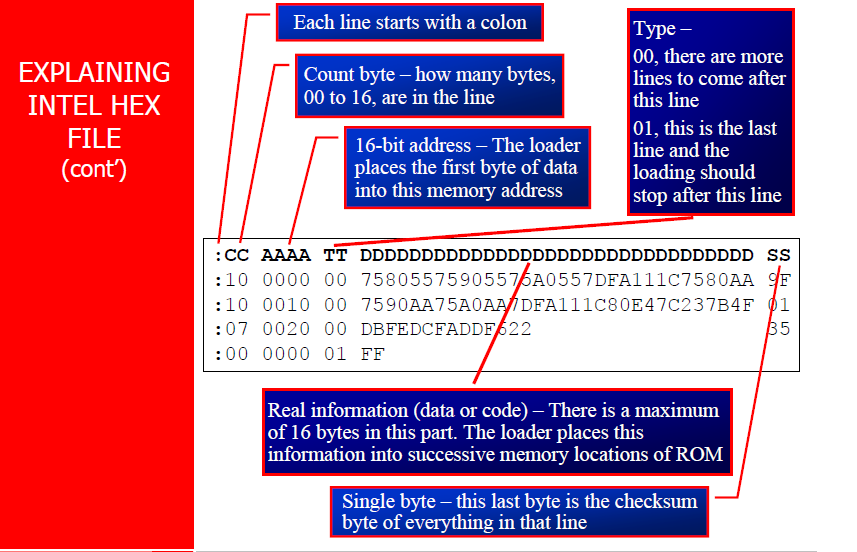 EXPLAINING
INTEL HEX
FILE
(cont’)
Each line starts with a colon
Count byte – how many bytes,
00 to 16, are in the line
16-bit address – The loader
places the first byte of data
into this memory address
Type –
00, there are more
lines to come after
this line
01, this is the last
line and the
loading should
stop after this line
:CC AAAA TT DDDDDDDDDDDDDDDDDDDDDDDDDDDDDDDD SS
:10 0000 00 75805575905575A0557DFA111C7580AA 9F
:10 0010 00 7590AA75A0AA7DFA111C80E47C237B4F 01
:07 0020 00 DBFEDCFADDF622 35
:00 0000 01 FF
Real information (data or code) – There is a maximum
of 16 bytes in this part. The loader places this
information into successive memory locations of ROM
Single byte – this last byte is the checksum
byte of everything in that line